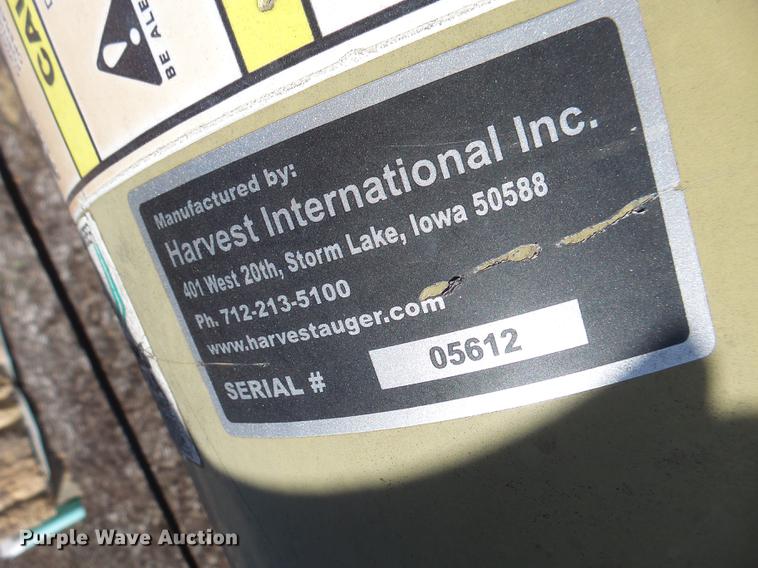 CAU
BE ALE
Manufactured by:
Harvest International Inc.
401 West 20th, Storm Lake, Iowa 50588
Ph. 712-213-5100
www.harvestauger.com
SERIAL # 05612
Purple Wave Auction